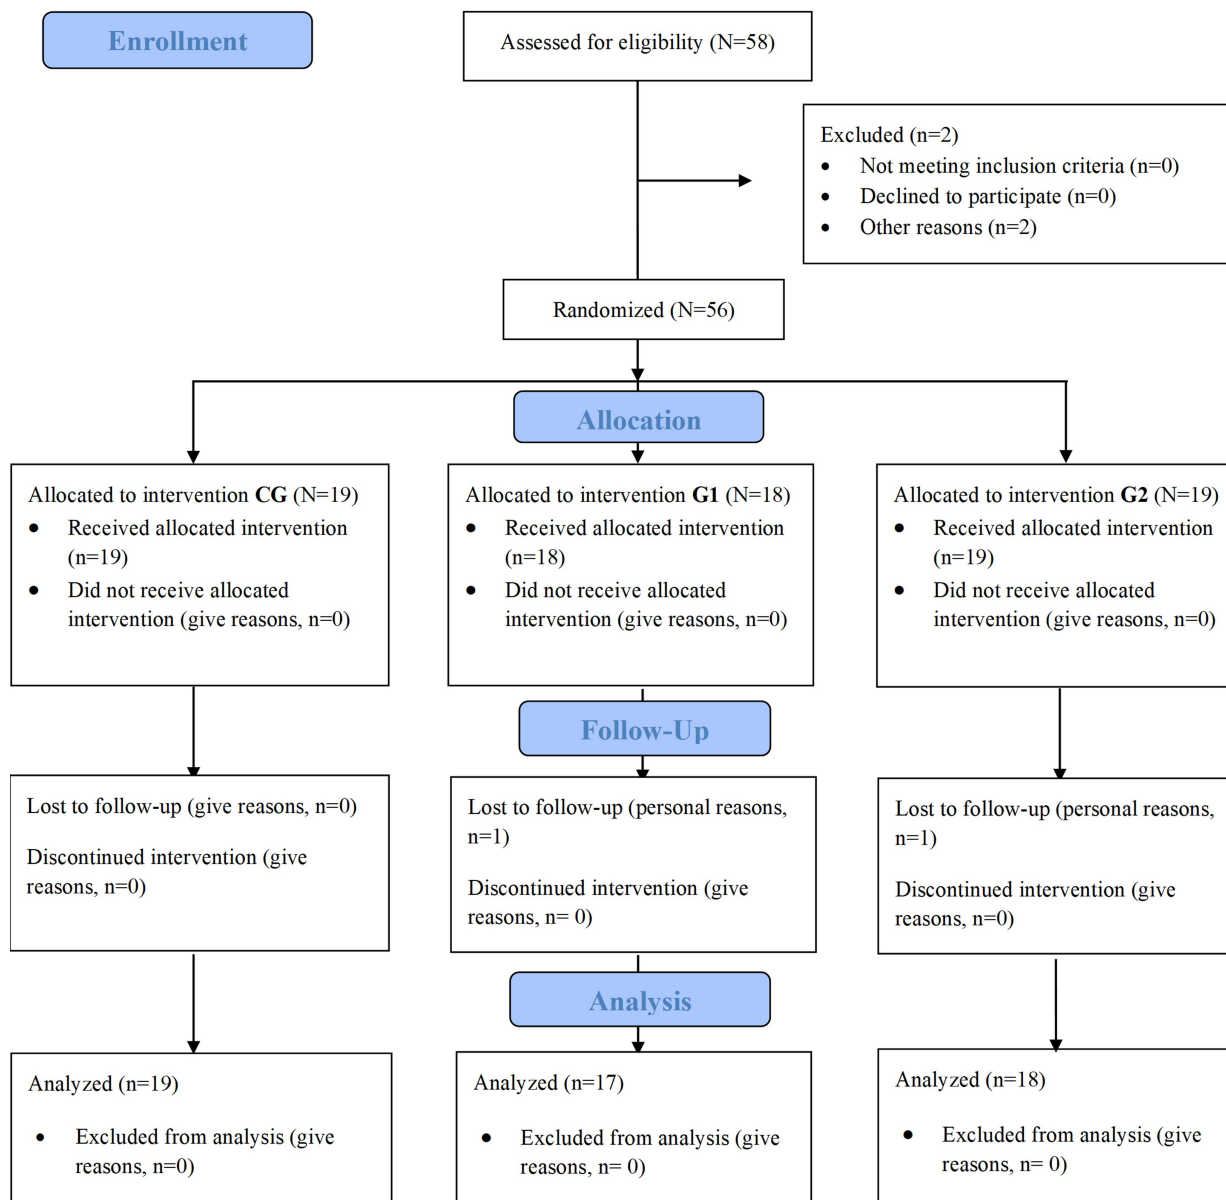 Enrollment
Assessed for eligibility (N=58)
Excluded (n=2)
• Not meeting inclusion criteria (n=0)
• Declined to participate (n=0)
• Other reasons (n=2)
Randomized (N=56)
Allocation
Allocated to intervention CG (N=19)
• Received allocated intervention
(n=19)
• Did not receive allocated
intervention (give reasons, n=0)
Allocated to intervention G1 (N=18)
• Received allocated intervention
(n=18)
• Did not receive allocated
intervention (give reasons, n=0)
Allocated to intervention G2 (N=19)
• Received allocated intervention
(n=19)
• Did not receive allocated
intervention (give reasons, n=0)
Follow-Up
Lost to follow-up (give reasons, n=0)
Discontinued intervention (give
reasons, n=0)
Lost to follow-up (personal reasons,
n=1)
Discontinued intervention (give
reasons, n= 0)
Lost to follow-up (personal reasons,
n=1)
Discontinued intervention (give
reasons, n=0)
Analysis
Analyzed (n=19)
• Excluded from analysis (give
reasons, n=0)
Analyzed (n=17)
• Excluded from analysis (give
reasons, n= 0)
Analyzed (n=18)
• Excluded from analysis (give
reasons, n= 0)